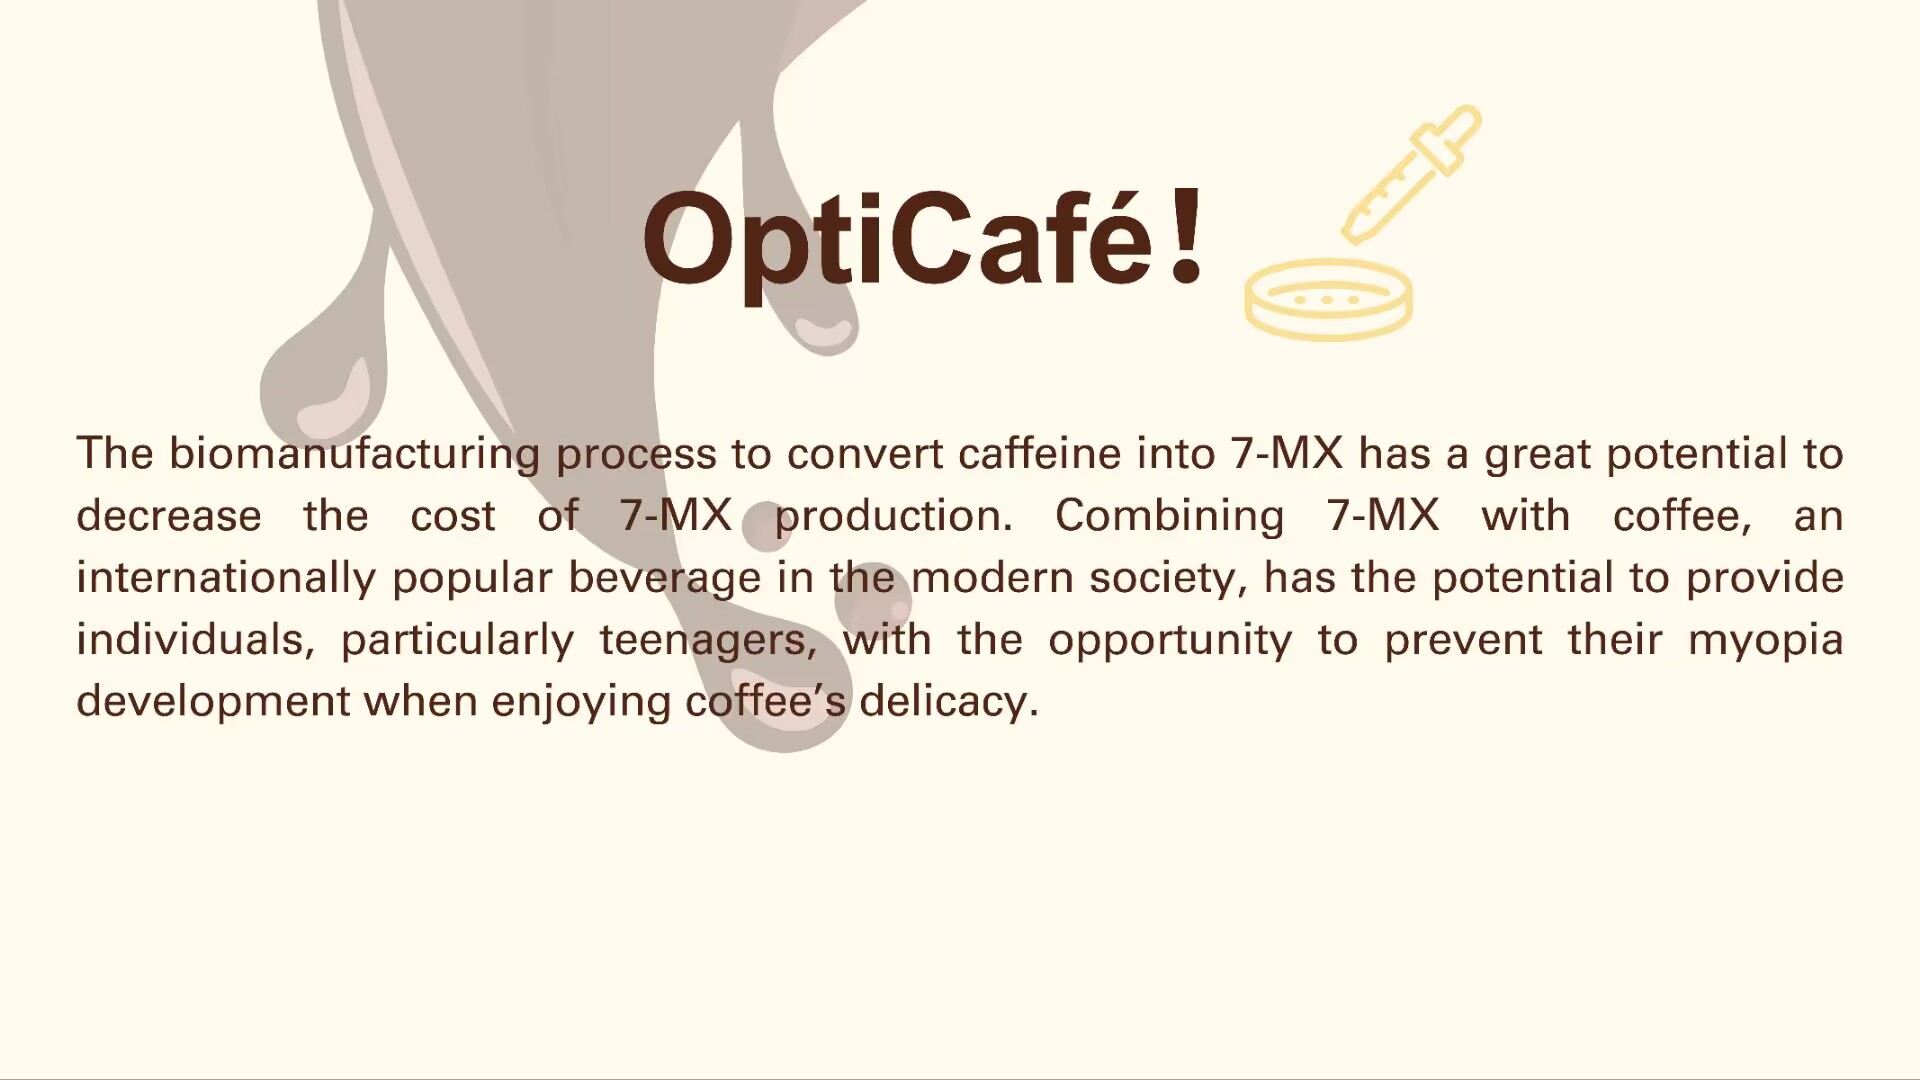 OptiCafé!
The biomanufacturing process to convert caffeine into 7-MX has a great potential to
decrease the cost of 7-MX production. Combining 7-MX with coffee, an
internationally popular beverage in the modern society, has the potential to provide
individuals, particularly teenagers, with the opportunity to prevent their myopia
development when enjoying coffee’s delicacy.